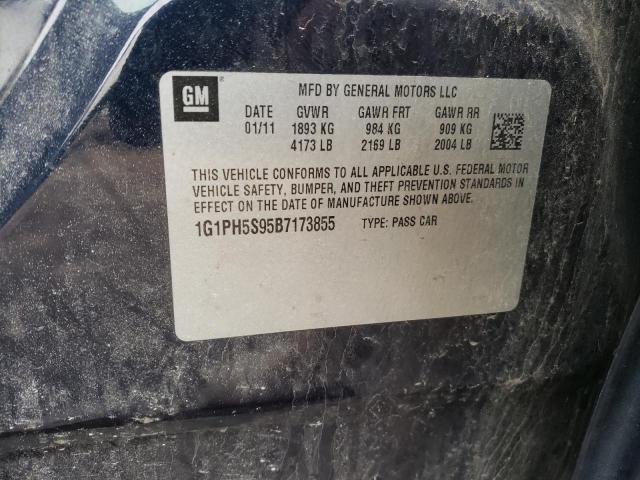 GM
MFD BY GENERAL MOTORS LLC
DATE GVWR GAWR FRT GAWR RR
01/11 1893 KG 984 KG 909 KG
4173 LB 2169 LB 2004 LB
THIS VEHICLE CONFORMS TO ALL APPLICABLE U.S. FEDERAL MOTOR
VEHICLE SAFETY, BUMPER, AND THEFT PREVENTION STANDARDS IN
EFFECT ON THE DATE OF MANUFACTURE SHOWN ABOVE.
1G1PH5S95B7173855 TYPE: PASS CAR